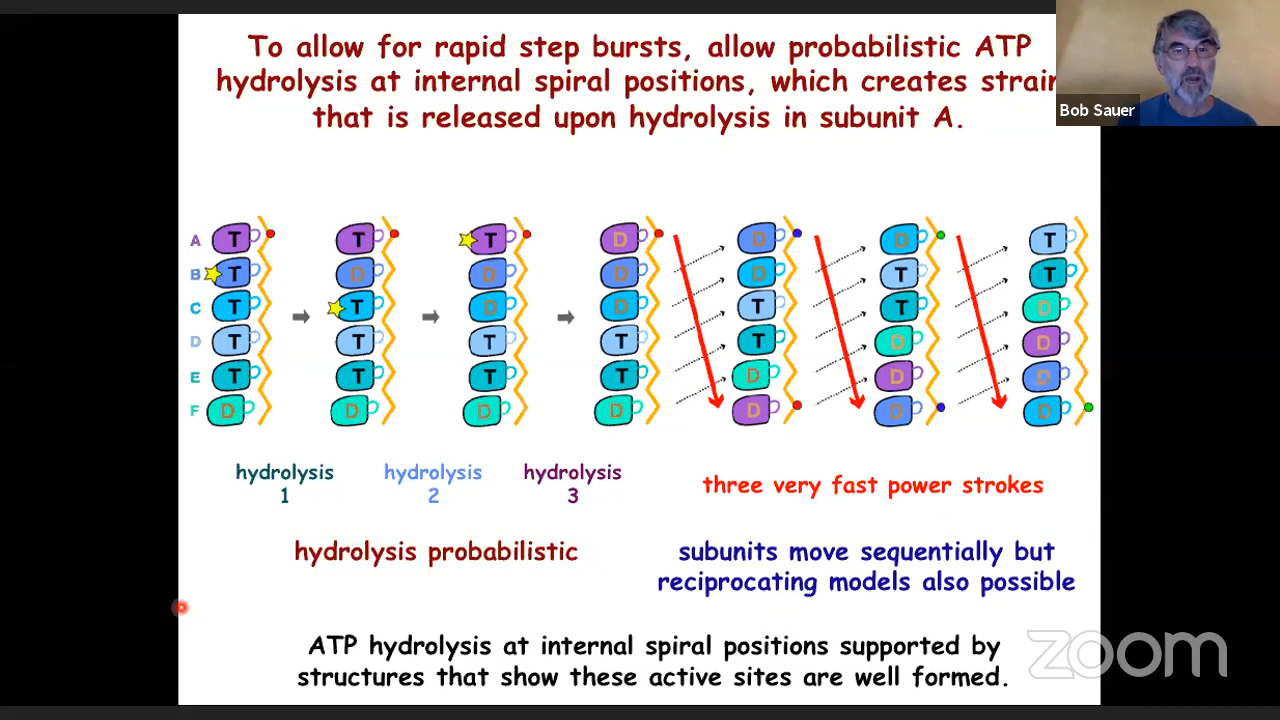 To allow for rapid step bursts, allow probabilistic ATP
hydrolysis at internal spiral positions, which creates strain
that is released upon hydrolysis in subunit A.
Bob Sauer
A T T T D D D T
B T D D D D T T
C T T D D T T D
D T T T T T D D
E T T T T D D D
F D D D D D D D
hydrolysis
1
hydrolysis
2
hydrolysis
3
three very fast power strokes
hydrolysis probabilistic
subunits move sequentially but
reciprocating models also possible
ATP hydrolysis at internal spiral positions supported by
structures that show these active sites are well formed.
zoom